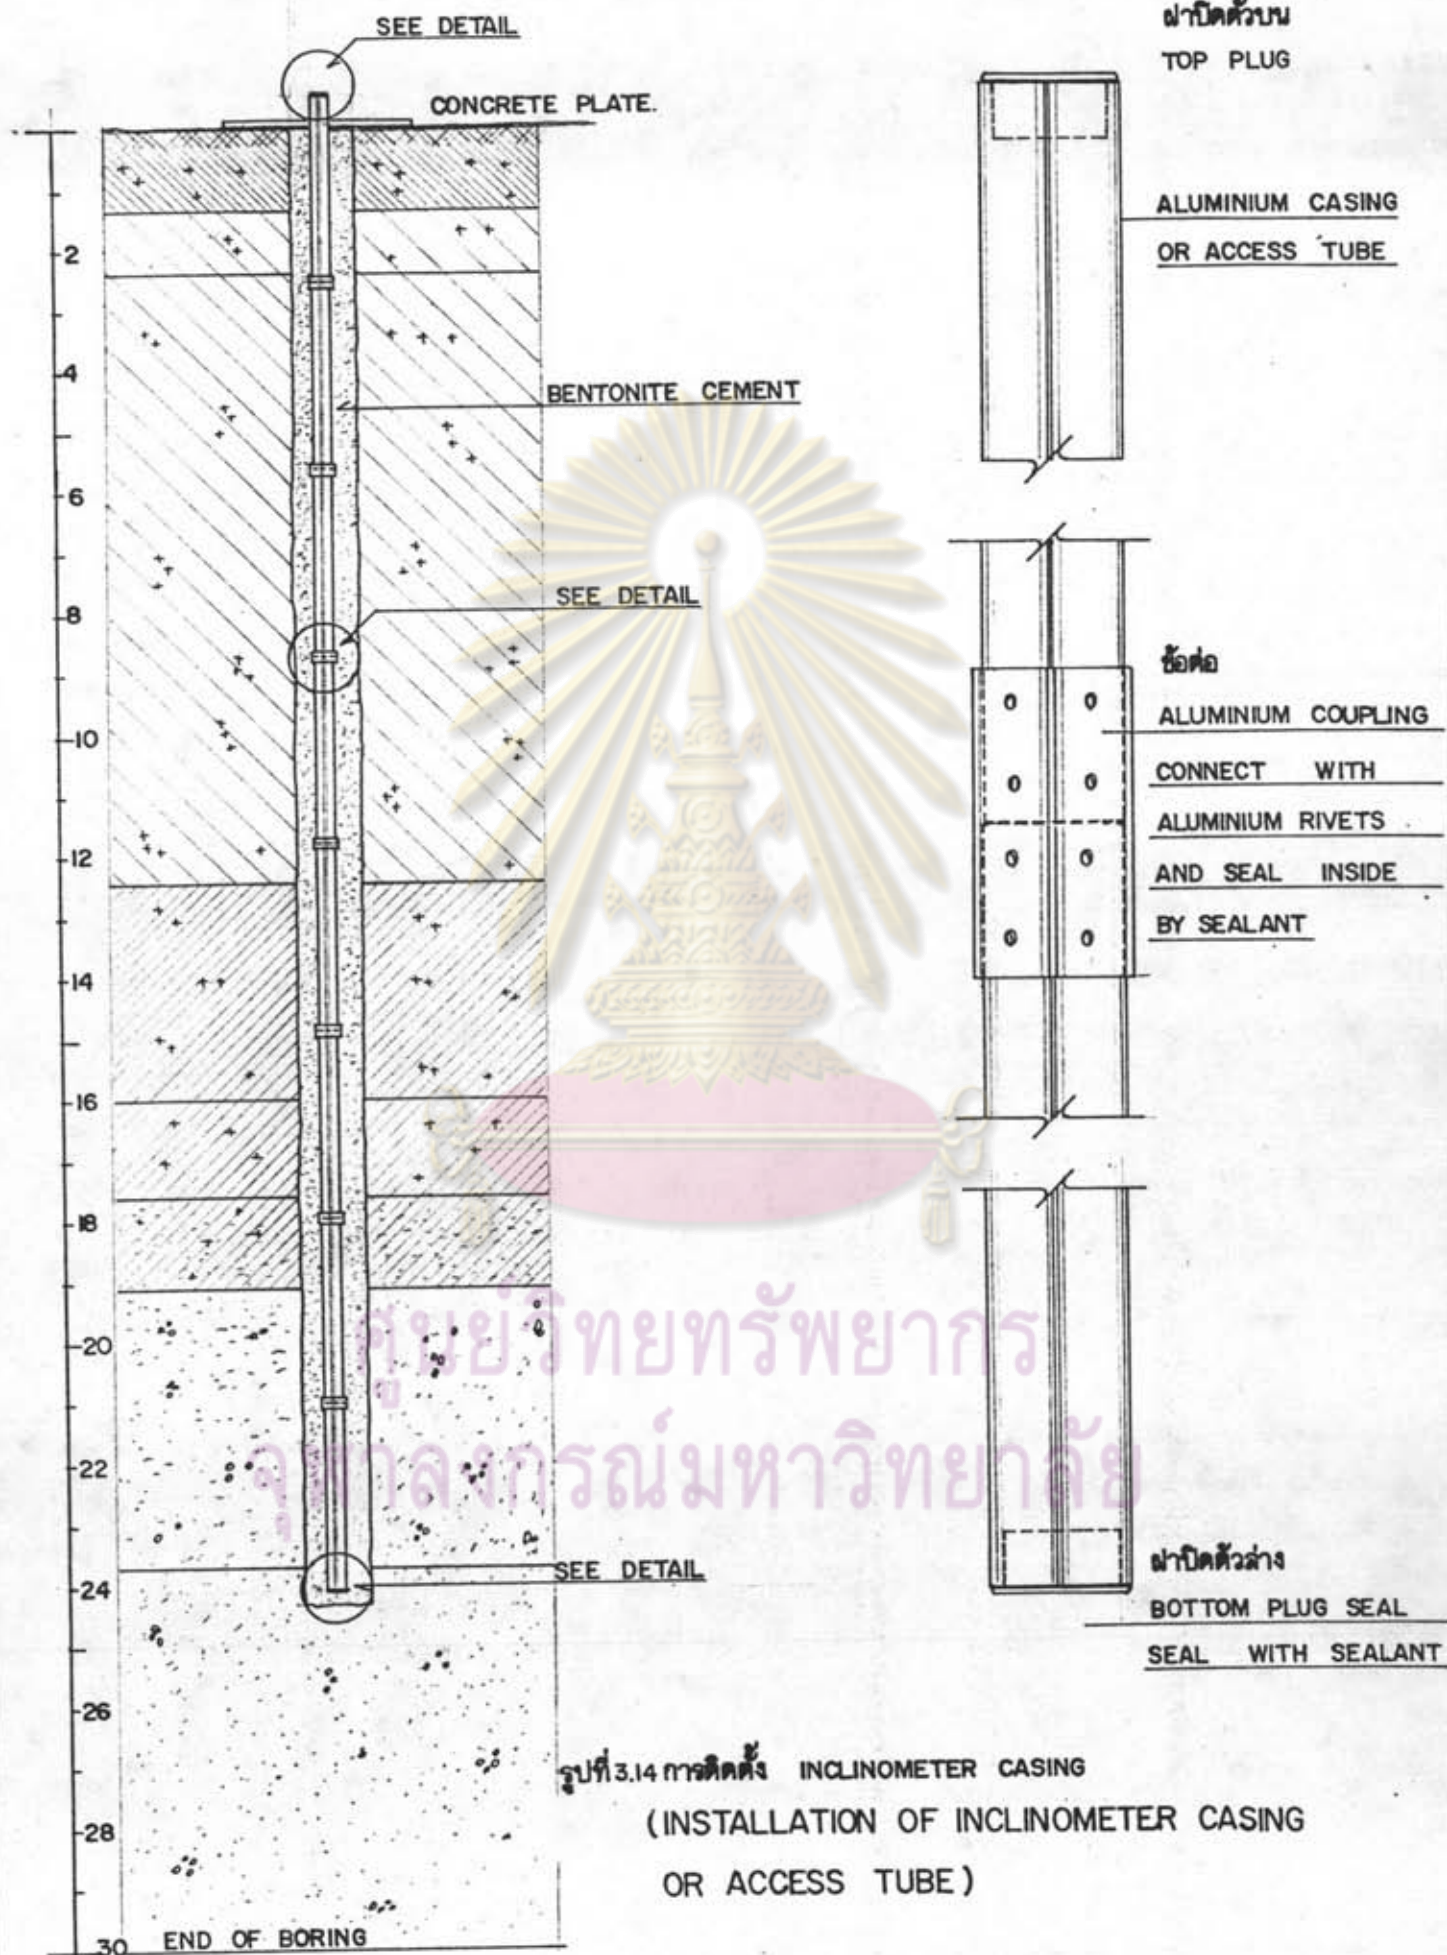 SEE DETAIL
CONCRETE PLATE.
2
4
BENTONITE CEMENT
6
SEE DETAIL
8
10
12
14
16
18
20
22
SEE DETAIL
24
26
28
30
END OF BORING
ฝาปิดตัวบน
TOP PLUG
ALUMINIUM CASING
OR ACCESS TUBE
ข้อต่อ
ALUMINIUM COUPLING
CONNECT WITH
ALUMINIUM RIVETS
AND SEAL INSIDE
BY SEALANT
ฝาปิดตัวล่าง
BOTTOM PLUG SEAL
SEAL WITH SEALANT
ศูนย์วิทยทรัพยากร
จุฬาลงกรณ์มหาวิทยาลัย
รูปที่ 3.14 การติดตั้ง INCLINOMETER CASING
(INSTALLATION OF INCLINOMETER CASING
OR ACCESS TUBE)